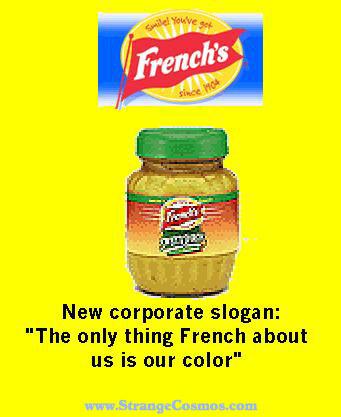 Smile! You've got
French's
since 1904
French's
New corporate slogan:
"The only thing French about
us is our color"
www.StrangeCosmos.com